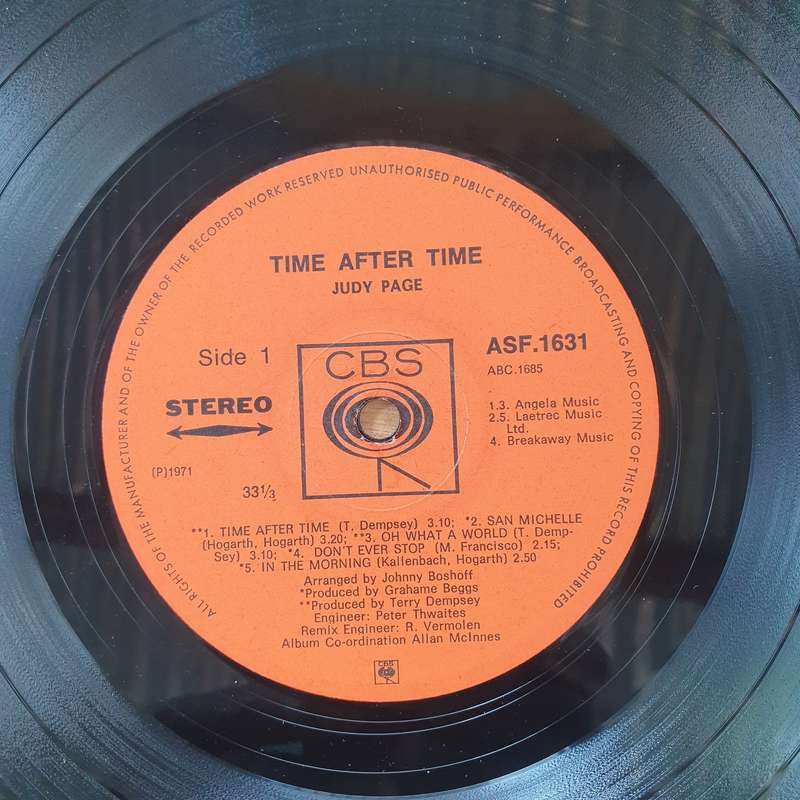 ALL RIGHTS OF THE MANUFACTURER AND OF THE OWNER OF THE RECORDED WORK RESERVED UNAUTHORISED PUBLIC PERFORMANCE BROADCASTING AND COPYING OF THIS RECORD PROHIBITED
TIME AFTER TIME
JUDY PAGE
Side 1
CBS
ASF.1631
ABC.1685
STEREO
1.3. Angela Music
2.5. Laetrec Music
Ltd.
4. Breakaway Music
(P)1971
33⅓
**1. TIME AFTER TIME (T. Dempsey) 3.10; *2. SAN MICHELLE
(Hogarth, Hogarth) 3.20; **3. OH WHAT A WORLD (T. Demp-
Sey) 3.10; *4. DON'T EVER STOP (M. Francisco) 2.15;
*5. IN THE MORNING (Kallenbach, Hogarth) 2.50
Arranged by Johnny Boshoff
*Produced by Grahame Beggs
**Produced by Terry Dempsey
Engineer: Peter Thwaites
Remix Engineer: R. Vermolen
Album Co-ordination Allan McInnes
CBS